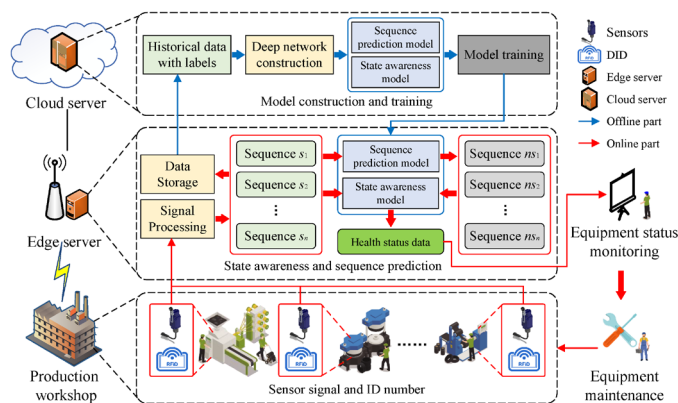 Historical data
with labels
Deep network
construction
Sequence
prediction model
State awareness
model
Model training
Model construction and training
Cloud server
Sensors
RFID
DID
Edge server
Cloud server
Offline part
Online part
Data
Storage
Signal
Processing
Sequence s1
Sequence s2
⋮
Sequence sn
Sequence
prediction model
State awareness
model
Health status data
Sequence ns1
Sequence ns2
⋮
Sequence nsn
State awareness and sequence prediction
Edge server
Equipment status
monitoring
RFID
RFID
......
RFID
Sensor signal and ID number
Production
workshop
Equipment
maintenance